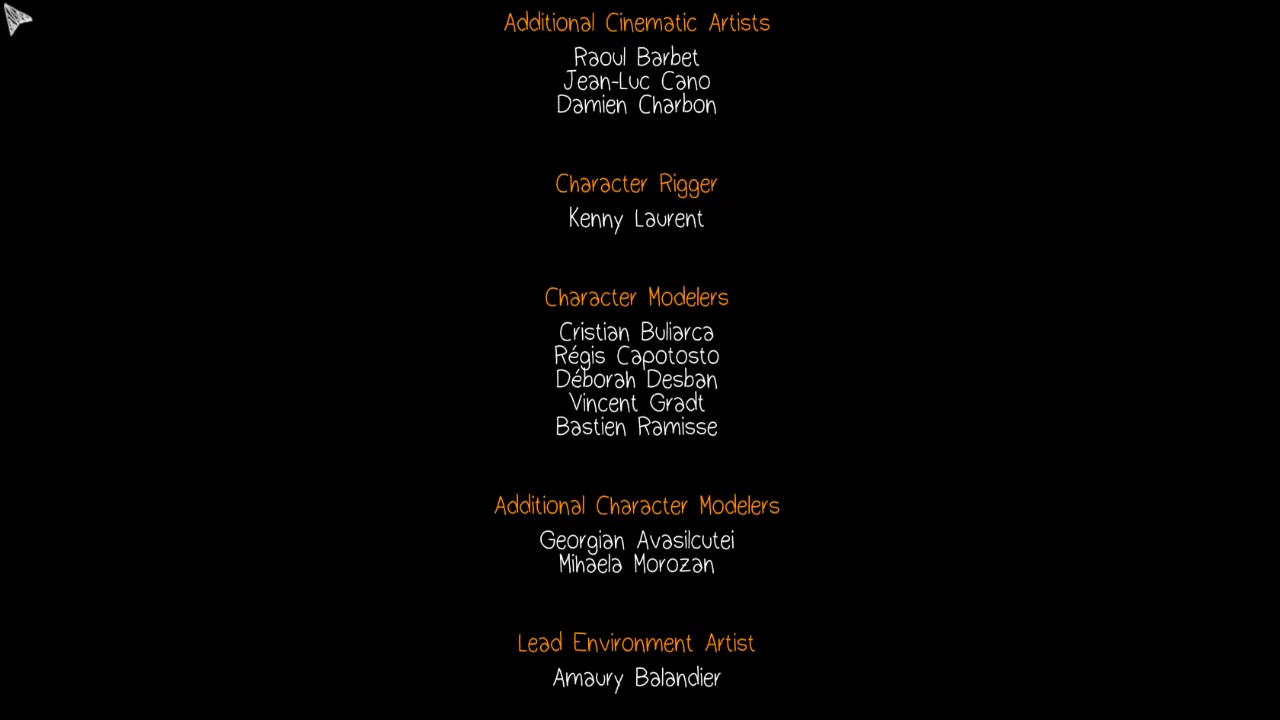 Additional Cinematic Artists
Raoul Barbet
Jean-Luc Cano
Damien Charbon
Character Rigger
Kenny Laurent
Character Modelers
Cristian Buliarca
Régis Capotosto
Déborah Desban
Vincent Gradt
Bastien Ramisse
Additional Character Modelers
Georgian Avasilcutei
Mihaela Morozan
Lead Environment Artist
Amaury Balandier